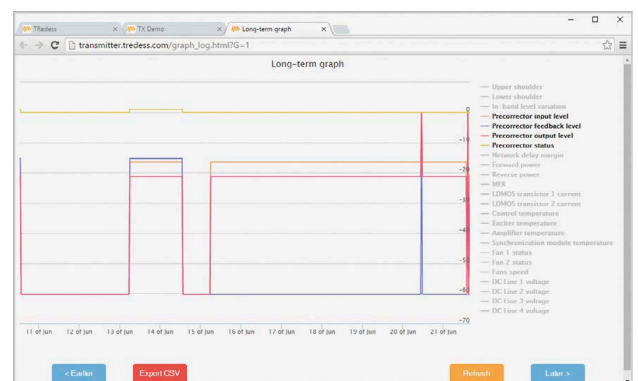 TRedess
TX Demo
Long-term graph
transmitter.tredess.com/graph_log.html?G=1
Long-term graph
Upper shoulder
Lower shoulder
In-band level variation
Precorrector input level
Precorrector feedback level
Precorrector output level
Precorrector status
Network delay margin
Forward power
Reverse power
MER
LDMOS transistor 1 current
LDMOS transistor 2 current
Control temperature
Exciter temperature
Amplifier temperature
Synchronization module temperature
Fan 1 status
Fan 2 status
Fans speed
DC Line 1 voltage
DC Line 2 voltage
DC Line 3 voltage
DC Line 4 voltage
0
-10
-20
-30
-40
-50
-60
-70
11 of Jun 12 of Jun 13 of Jun 14 of Jun 15 of Jun 16 of Jun 17 of Jun 18 of Jun 19 of Jun 20 of Jun 21 of Jun
< Earlier Export CSV Refresh Later >